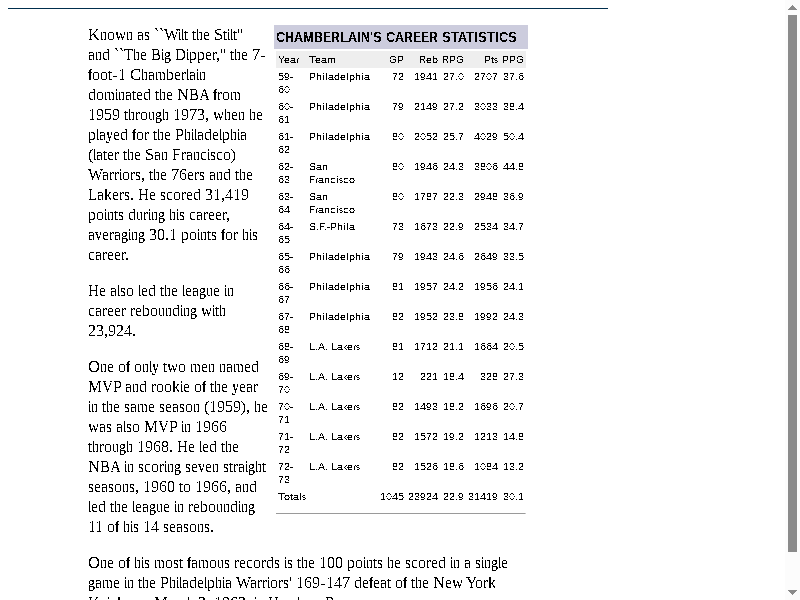 Known as ``Wilt the Stilt''
and ``The Big Dipper,'' the 7-
foot-1 Chamberlain
dominated the NBA from
1959 through 1973, when he
played for the Philadelphia
(later the San Francisco)
Warriors, the 76ers and the
Lakers. He scored 31,419
points during his career,
averaging 30.1 points for his
career.
He also led the league in
career rebounding with
23,924.
One of only two men named
MVP and rookie of the year
in the same season (1959), he
was also MVP in 1966
through 1968. He led the
NBA in scoring seven straight
seasons, 1960 to 1966, and
led the league in rebounding
11 of his 14 seasons.
CHAMBERLAIN'S CAREER STATISTICS
Year Team GP Reb RPG Pts PPG
59- Philadelphia 72 1941 27.0 2707 37.6
60
60- Philadelphia 79 2149 27.2 3033 38.4
61
61- Philadelphia 80 2052 25.7 4029 50.4
62
62- San 80 1946 24.3 44.8
63 Francisco
63- San 80 1787 22.3 2948 36.9
64 Francisco
64- S.F.-Phila 73 1673 22.9 2534 34.7
65
65- Philadelphia 79 1943 24.6 2649 33.5
66
66- Philadelphia 81 1957 24.2 1956 24.1
67
67- Philadelphia 82 1952 23.8 1992 24.3
68
68- L.A. Lakers 81 1712 21.1 1664 20.5
69
69- L.A. Lakers 12 221 18.4 328 27.3
70
70- L.A. Lakers 82 1493 18.2 1696 20.7
71
71- L.A. Lakers 82 1572 19.2 1213 14.8
72
72- L.A. Lakers 82 1526 18.6 1084 13.2
73
Totals 1045 23924 22.9 31419 30.1
One of his most famous records is the 100 points he scored in a single
game in the Philadelphia Warriors' 169-147 defeat of the New York